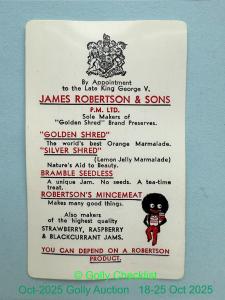 By Appointment
to the Late King George V.
JAMES ROBERTSON & SONS
P.M. LTD.
Sole Makers of
"Golden Shred" Brand Preserves.
"GOLDEN SHRED"
The world's best Orange Marmalade.
"SILVER SHRED"
(Lemon Jelly Marmalade)
Nature's Aid to Beauty.
BRAMBLE SEEDLESS
A unique Jam. No seeds. A tea-time
treat.
ROBERTSON'S MINCEMEAT
Makes many good things.
Also makers
of the highest quality
STRAWBERRY, RASPBERRY
& BLACKCURRANT JAMS.
YOU CAN DEPEND ON A ROBERTSON
PRODUCT.
© Golly Checklist
Oct-2025 Golly Auction 18-25 Oct 2025